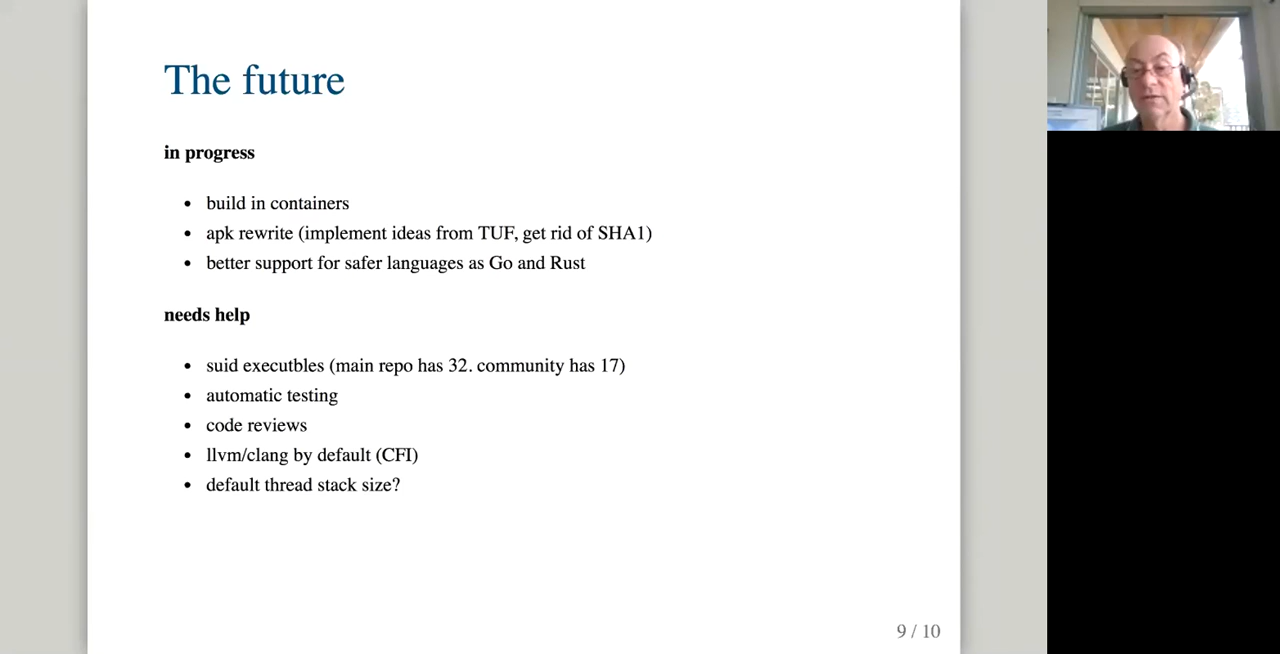 The future
in progress
• build in containers
• apk rewrite (implement ideas from TUF, get rid of SHA1)
• better support for safer languages as Go and Rust
needs help
• suid executbles (main repo has 32. community has 17)
• automatic testing
• code reviews
• llvm/clang by default (CFI)
• default thread stack size?
9 / 10